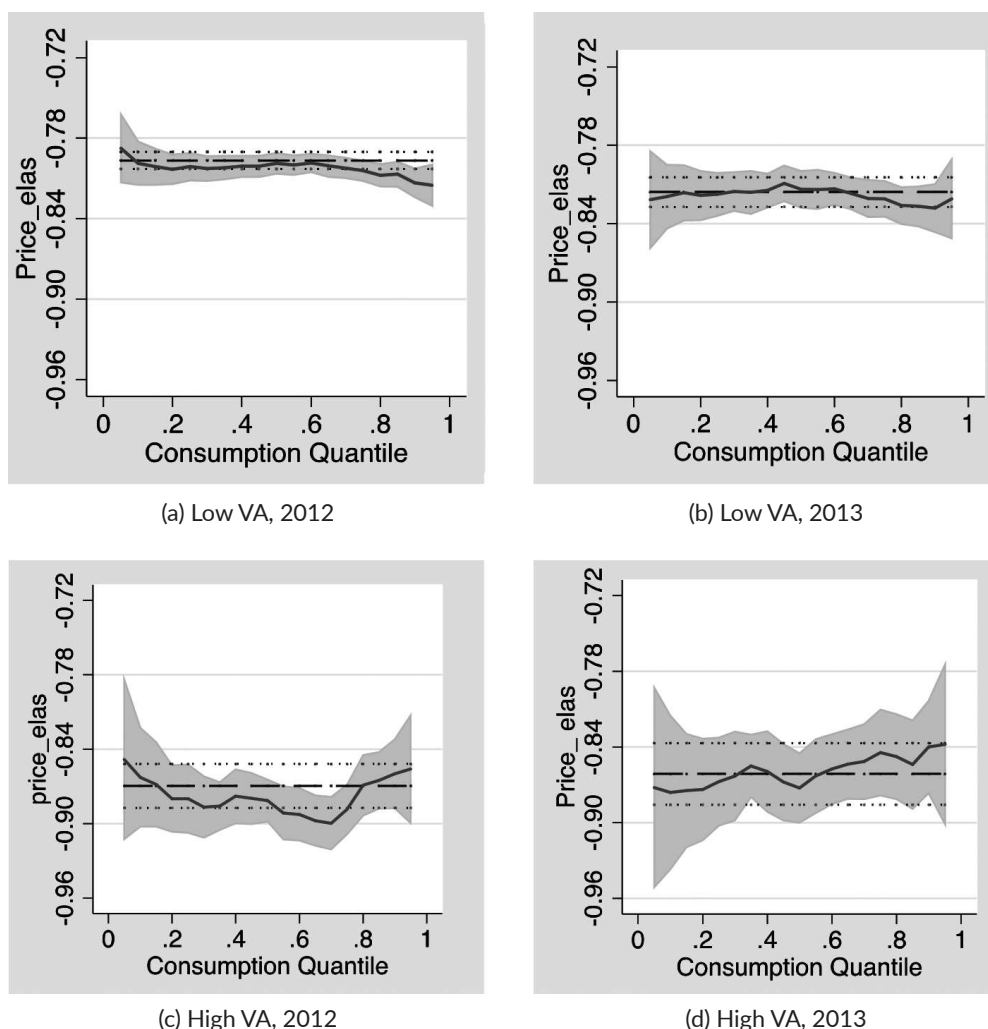 Price_elas
-0.72
-0.78
-0.84
-0.90
-0.96
0 .2 .4 .6 .8 1
Consumption Quantile
(a) Low VA, 2012
Price_elas
-0.72
-0.78
-0.84
-0.90
-0.96
0 .2 .4 .6 .8 1
Consumption Quantile
(b) Low VA, 2013
price_elas
-0.72
-0.78
-0.84
-0.90
-0.96
0 .2 .4 .6 .8 1
Consumption Quantile
(c) High VA, 2012
Price_elas
-0.72
-0.78
-0.84
-0.90
-0.96
0 .2 .4 .6 .8 1
Consumption Quantile
(d) High VA, 2013